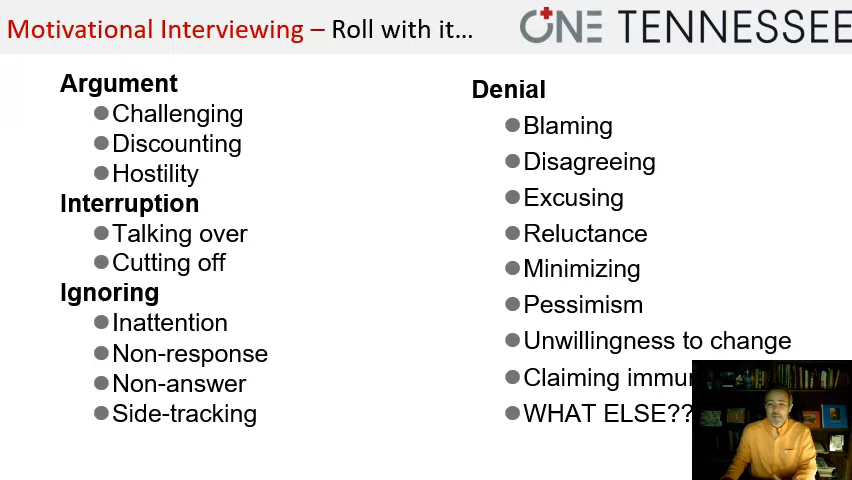 Motivational Interviewing – Roll with it...
ONE TENNESSEE
Argument
Challenging
Discounting
Hostility
Interruption
Talking over
Cutting off
Ignoring
Inattention
Non-response
Non-answer
Side-tracking
Denial
Blaming
Disagreeing
Excusing
Reluctance
Minimizing
Pessimism
Unwillingness to change
Claiming
WHAT ELSE??